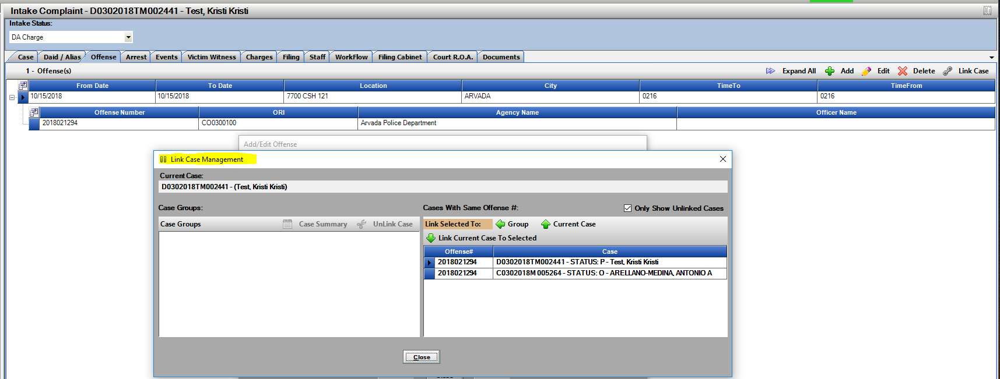 Intake Complaint - D0302018TM002441 - Test, Kristi Kristi
Intake Status:
DA Charge
Case Daid / Alias Offense Arrest Events Victim Witness Charges Filing Staff WorkFlow Filing Cabinet Court R.O.A. Documents
1 - Offense(s) Expand All Add Edit Delete Link Case
From Date To Date Location City TimeTo TimeFrom
10/15/2018 10/15/2018 7700 CSH 121 ARVADA 0216 0216
Offense Number ORI Agency Name Officer Name
2018021294 CO0300100 Arvada Police Department
Add/Edit Offense
Link Case Management
Current Case:
D0302018TM002441 - (Test, Kristi Kristi)
Case Groups: Cases With Same Offense #: Only Show Unlinked Cases
Case Groups Case Summary UnLink Case Link Selected To: Group Current Case
Link Current Case To Selected
Offense# Case
2018021294 D0302018TM002441 - STATUS: P - Test, Kristi Kristi
2018021294 C0302018M 005264 - STATUS: O - ARELLANO-MEDINA, ANTONIO A
Close